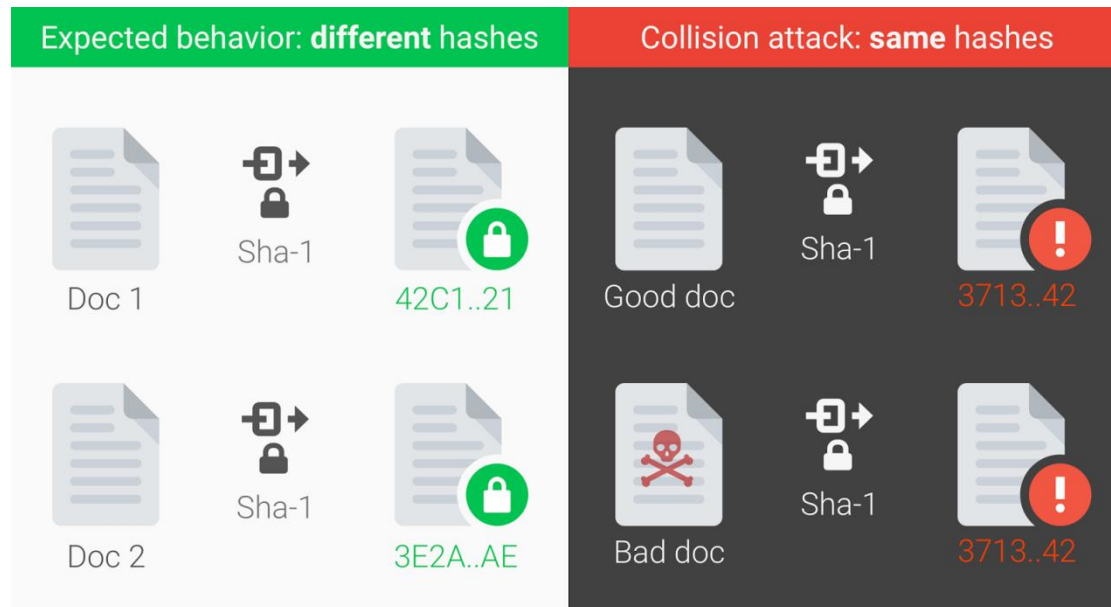 Expected behavior: different hashes
Sha-1
Doc 1
42C1..21
Sha-1
Doc 2
3E2A..AE
Collision attack: same hashes
Sha-1
Good doc
3713..42
Sha-1
Bad doc
3713..42